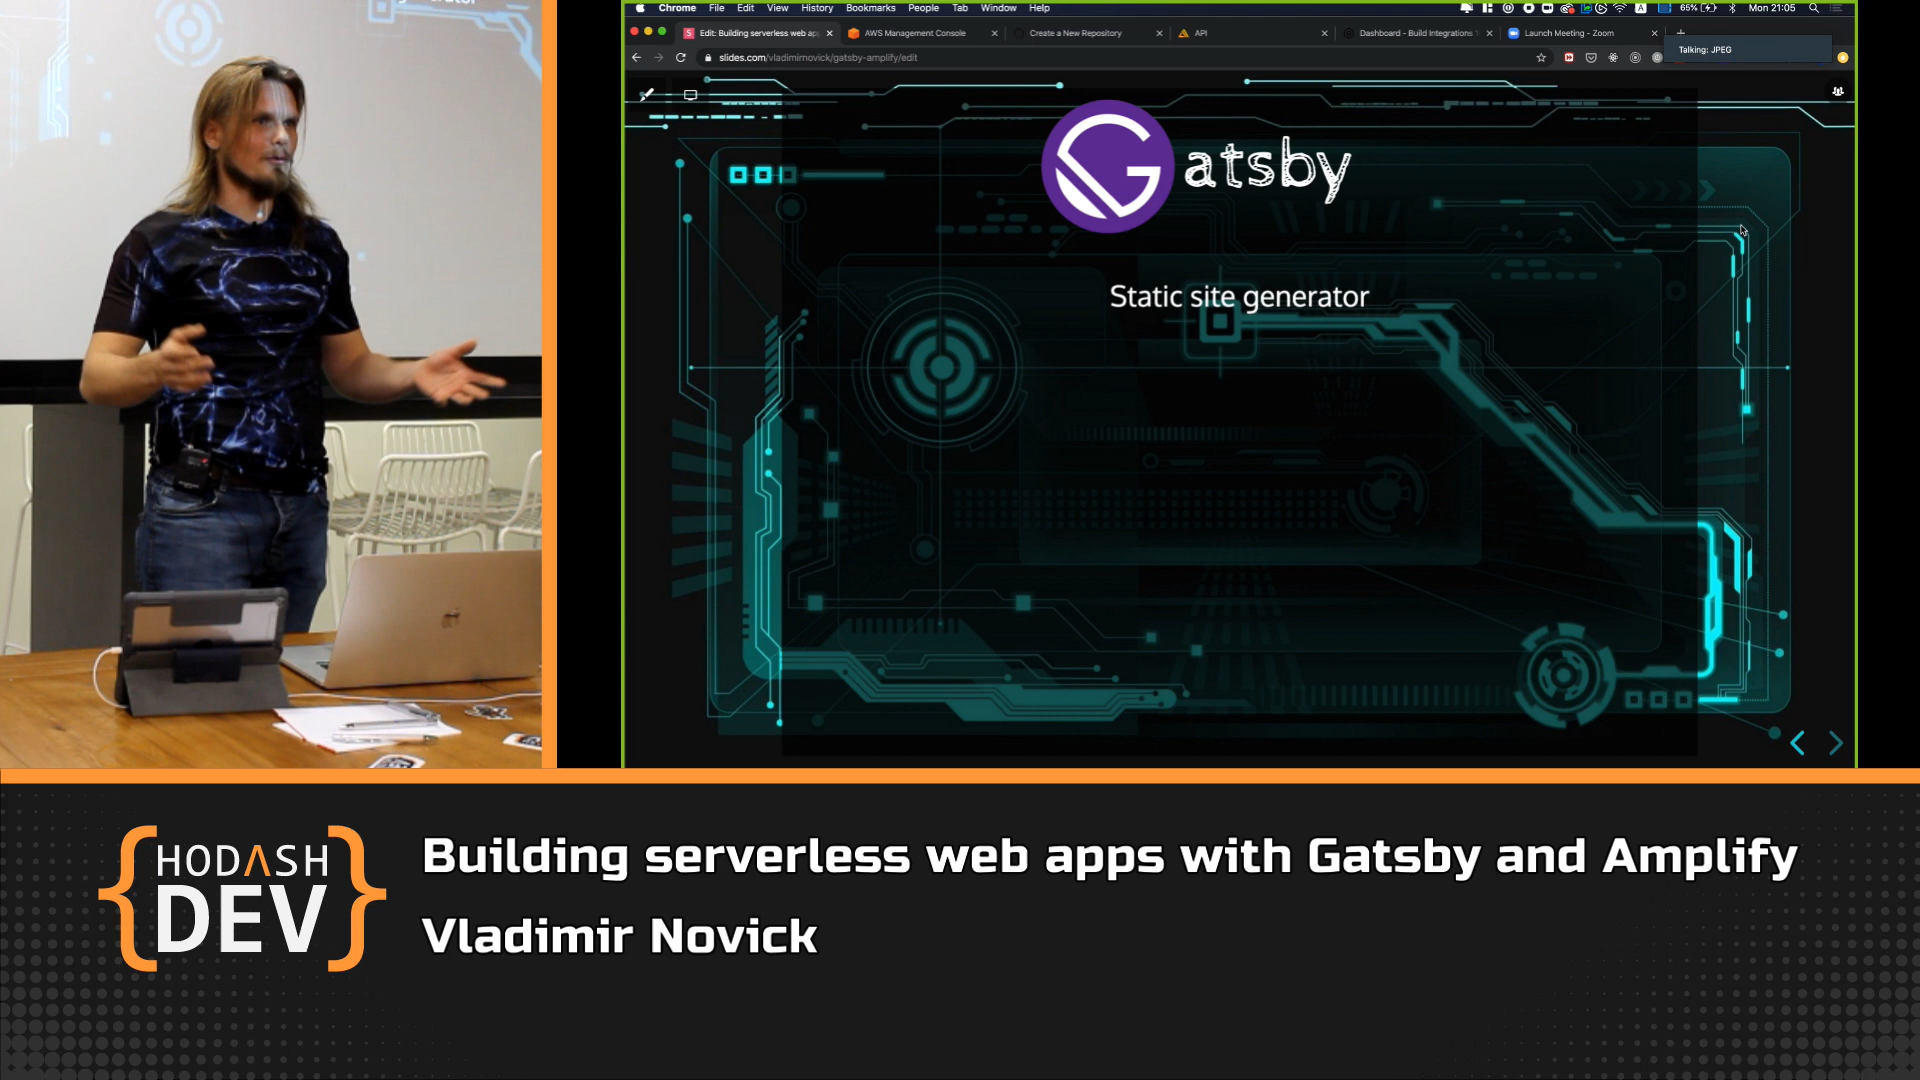 Chrome File Edit View History Bookmarks People Tab Window Help
65% Mon 21:05
Edit: Building serverless web ap
AWS Management Console
Create a New Repository
API
Dashboard - Build Integrations
Launch Meeting - Zoom
Talking: JPEG
slides.com/vladimirnovick/gatsby-amplify/edit
Gatsby
Static site generator
HODASH
DEV
Building serverless web apps with Gatsby and Amplify
Vladimir Novick